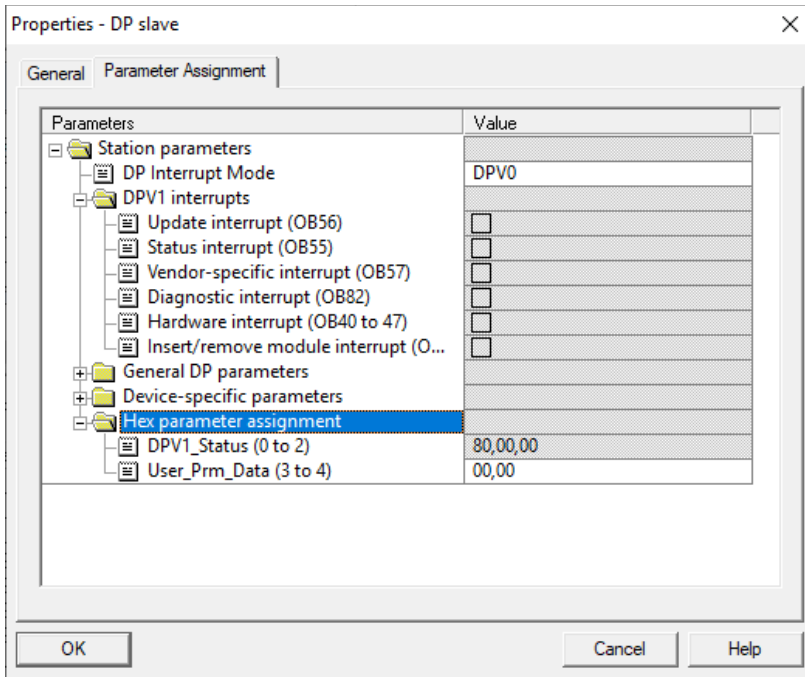 Properties - DP slave
General Parameter Assignment
Parameters Value
Station parameters
DP Interrupt Mode DPV0
DPV1 interrupts
Update interrupt (OB56)
Status interrupt (OB55)
Vendor-specific interrupt (OB57)
Diagnostic interrupt (OB82)
Hardware interrupt (OB40 to 47)
Insert/remove module interrupt (O...
General DP parameters
Device-specific parameters
Hex parameter assignment
DPV1_Status (0 to 2) 80,00,00
User_Prm_Data (3 to 4) 00,00
OK Cancel Help